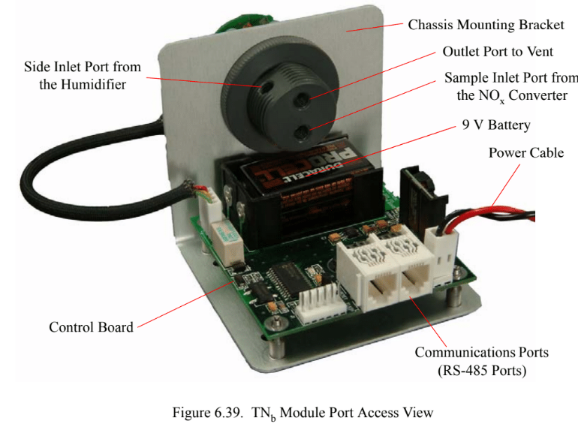 Chassis Mounting Bracket
Outlet Port to Vent
Side Inlet Port from
the Humidifier
Sample Inlet Port from
the NOx Converter
9 V Battery
DURACELL
PROCELL
Power Cable
Control Board
Communications Ports
(RS-485 Ports)
Figure 6.39. TNb Module Port Access View